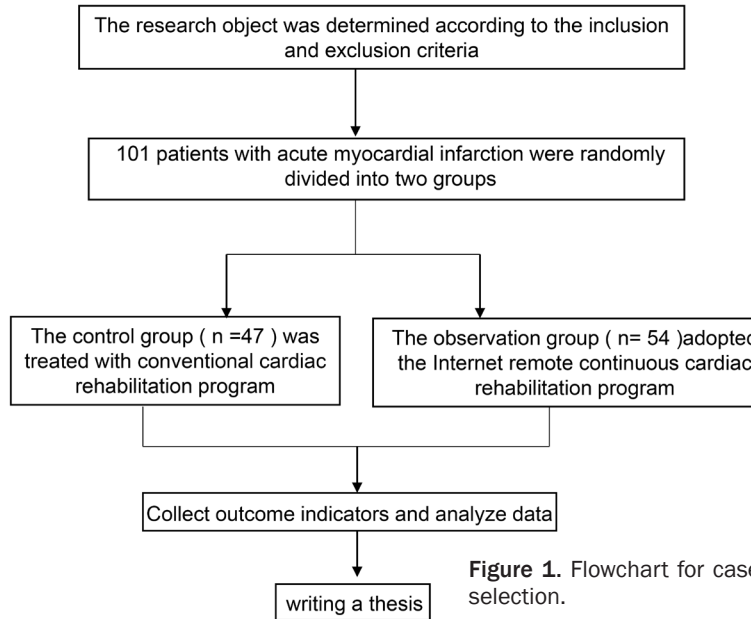 The research object was determined according to the inclusion
and exclusion criteria
101 patients with acute myocardial infarction were randomly
divided into two groups
The control group ( n =47 ) was
treated with conventional cardiac
rehabilitation program
The observation group ( n= 54 )adopted
the Internet remote continuous cardiac
rehabilitation program
Collect outcome indicators and analyze data
writing a thesis
Figure 1. Flowchart for case
selection.